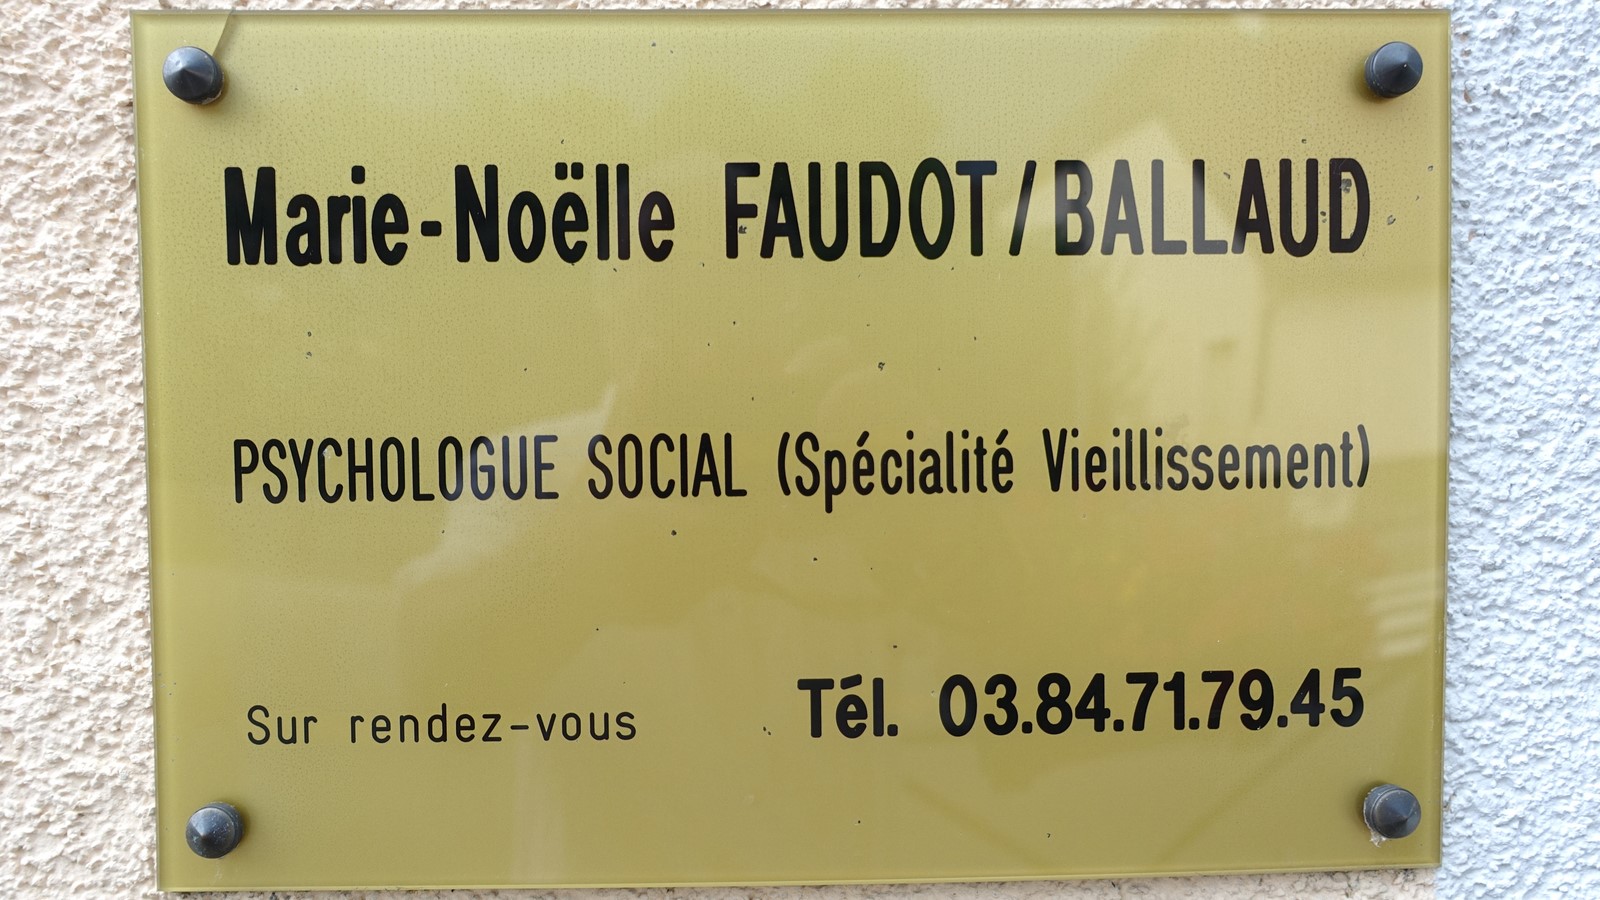 Marie-Noëlle FAUDOT/BALLAUD
PSYCHOLOGUE SOCIAL (Spécialité Vieillissement)
Sur rendez-vous Tél. 03.84.71.79.45